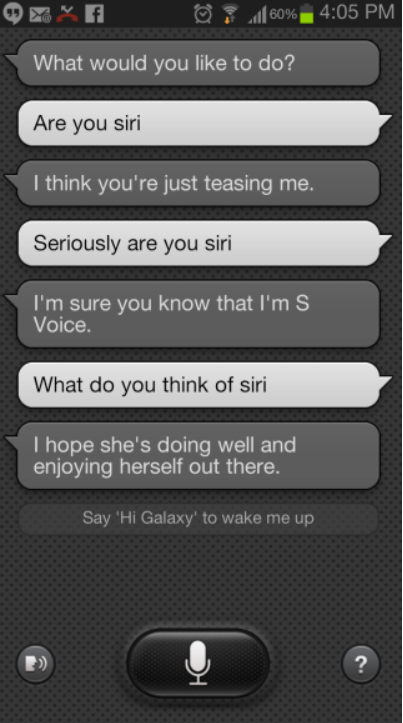 60% 4:05 PM
What would you like to do?
Are you siri
I think you're just teasing me.
Seriously are you siri
I'm sure you know that I'm S
Voice.
What do you think of siri
I hope she's doing well and
enjoying herself out there.
Say 'Hi Galaxy' to wake me up
?